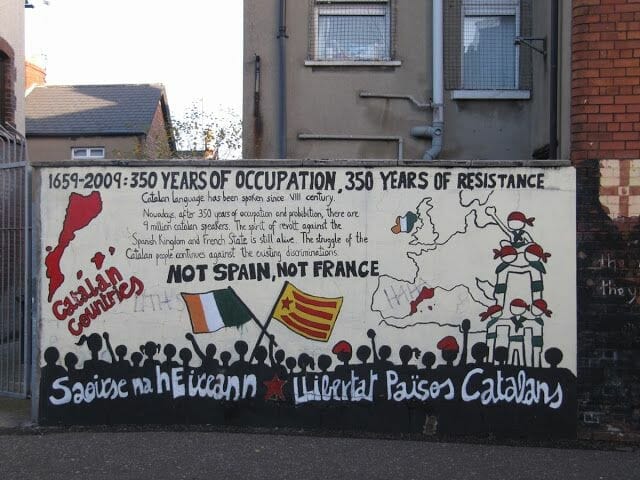 1659-2009: 350 YEARS OF OCCUPATION, 350 YEARS OF RESISTANCE
Catalan language has been spoken since VIII century.
Nowadays, after 350 years of occupation and prohibition, there are
9 million catalan speakers. The spirit of revolt against the
Spanish Kingdom and French State is still alive. The struggle of the
Catalan people continues against the existing discriminations.
NOT SPAIN, NOT FRANCE
Catalan
Countries
Saoirse na hEireann ★ Llibertat Països Catalans